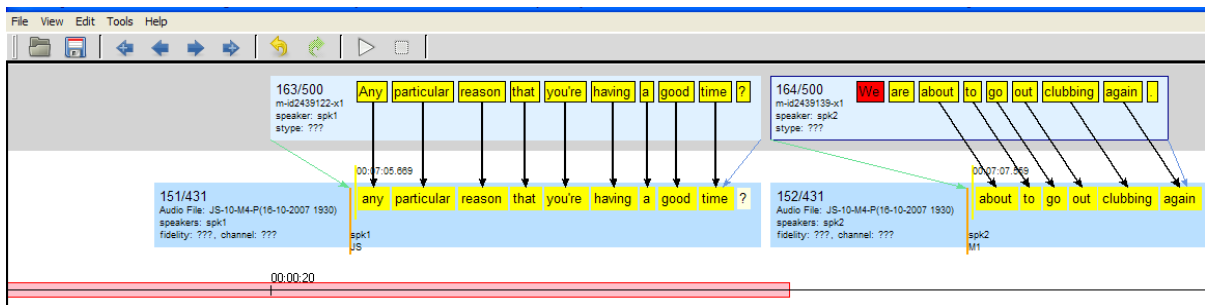 File View Edit Tools Help
163/500 Any particular reason that you're having a good time ?
m-id2439122-x1
speaker: spk1
stype: ???
164/500 We are about to go out clubbing again .
m-id2439139-x1
speaker: spk2
stype: ???
00:07:05.669
00:07:07.559
151/431 any particular reason that you're having a good time ?
Audio File: JS-10-M4-P(16-10-2007 1930)
speakers: spk1
fidelity: ???, channel: ???
spk1
JS
152/431 about to go out clubbing again
Audio File: JS-10-M4-P(16-10-2007 1930)
speakers: spk2
fidelity: ???, channel: ???
spk2
M1
00:00:20